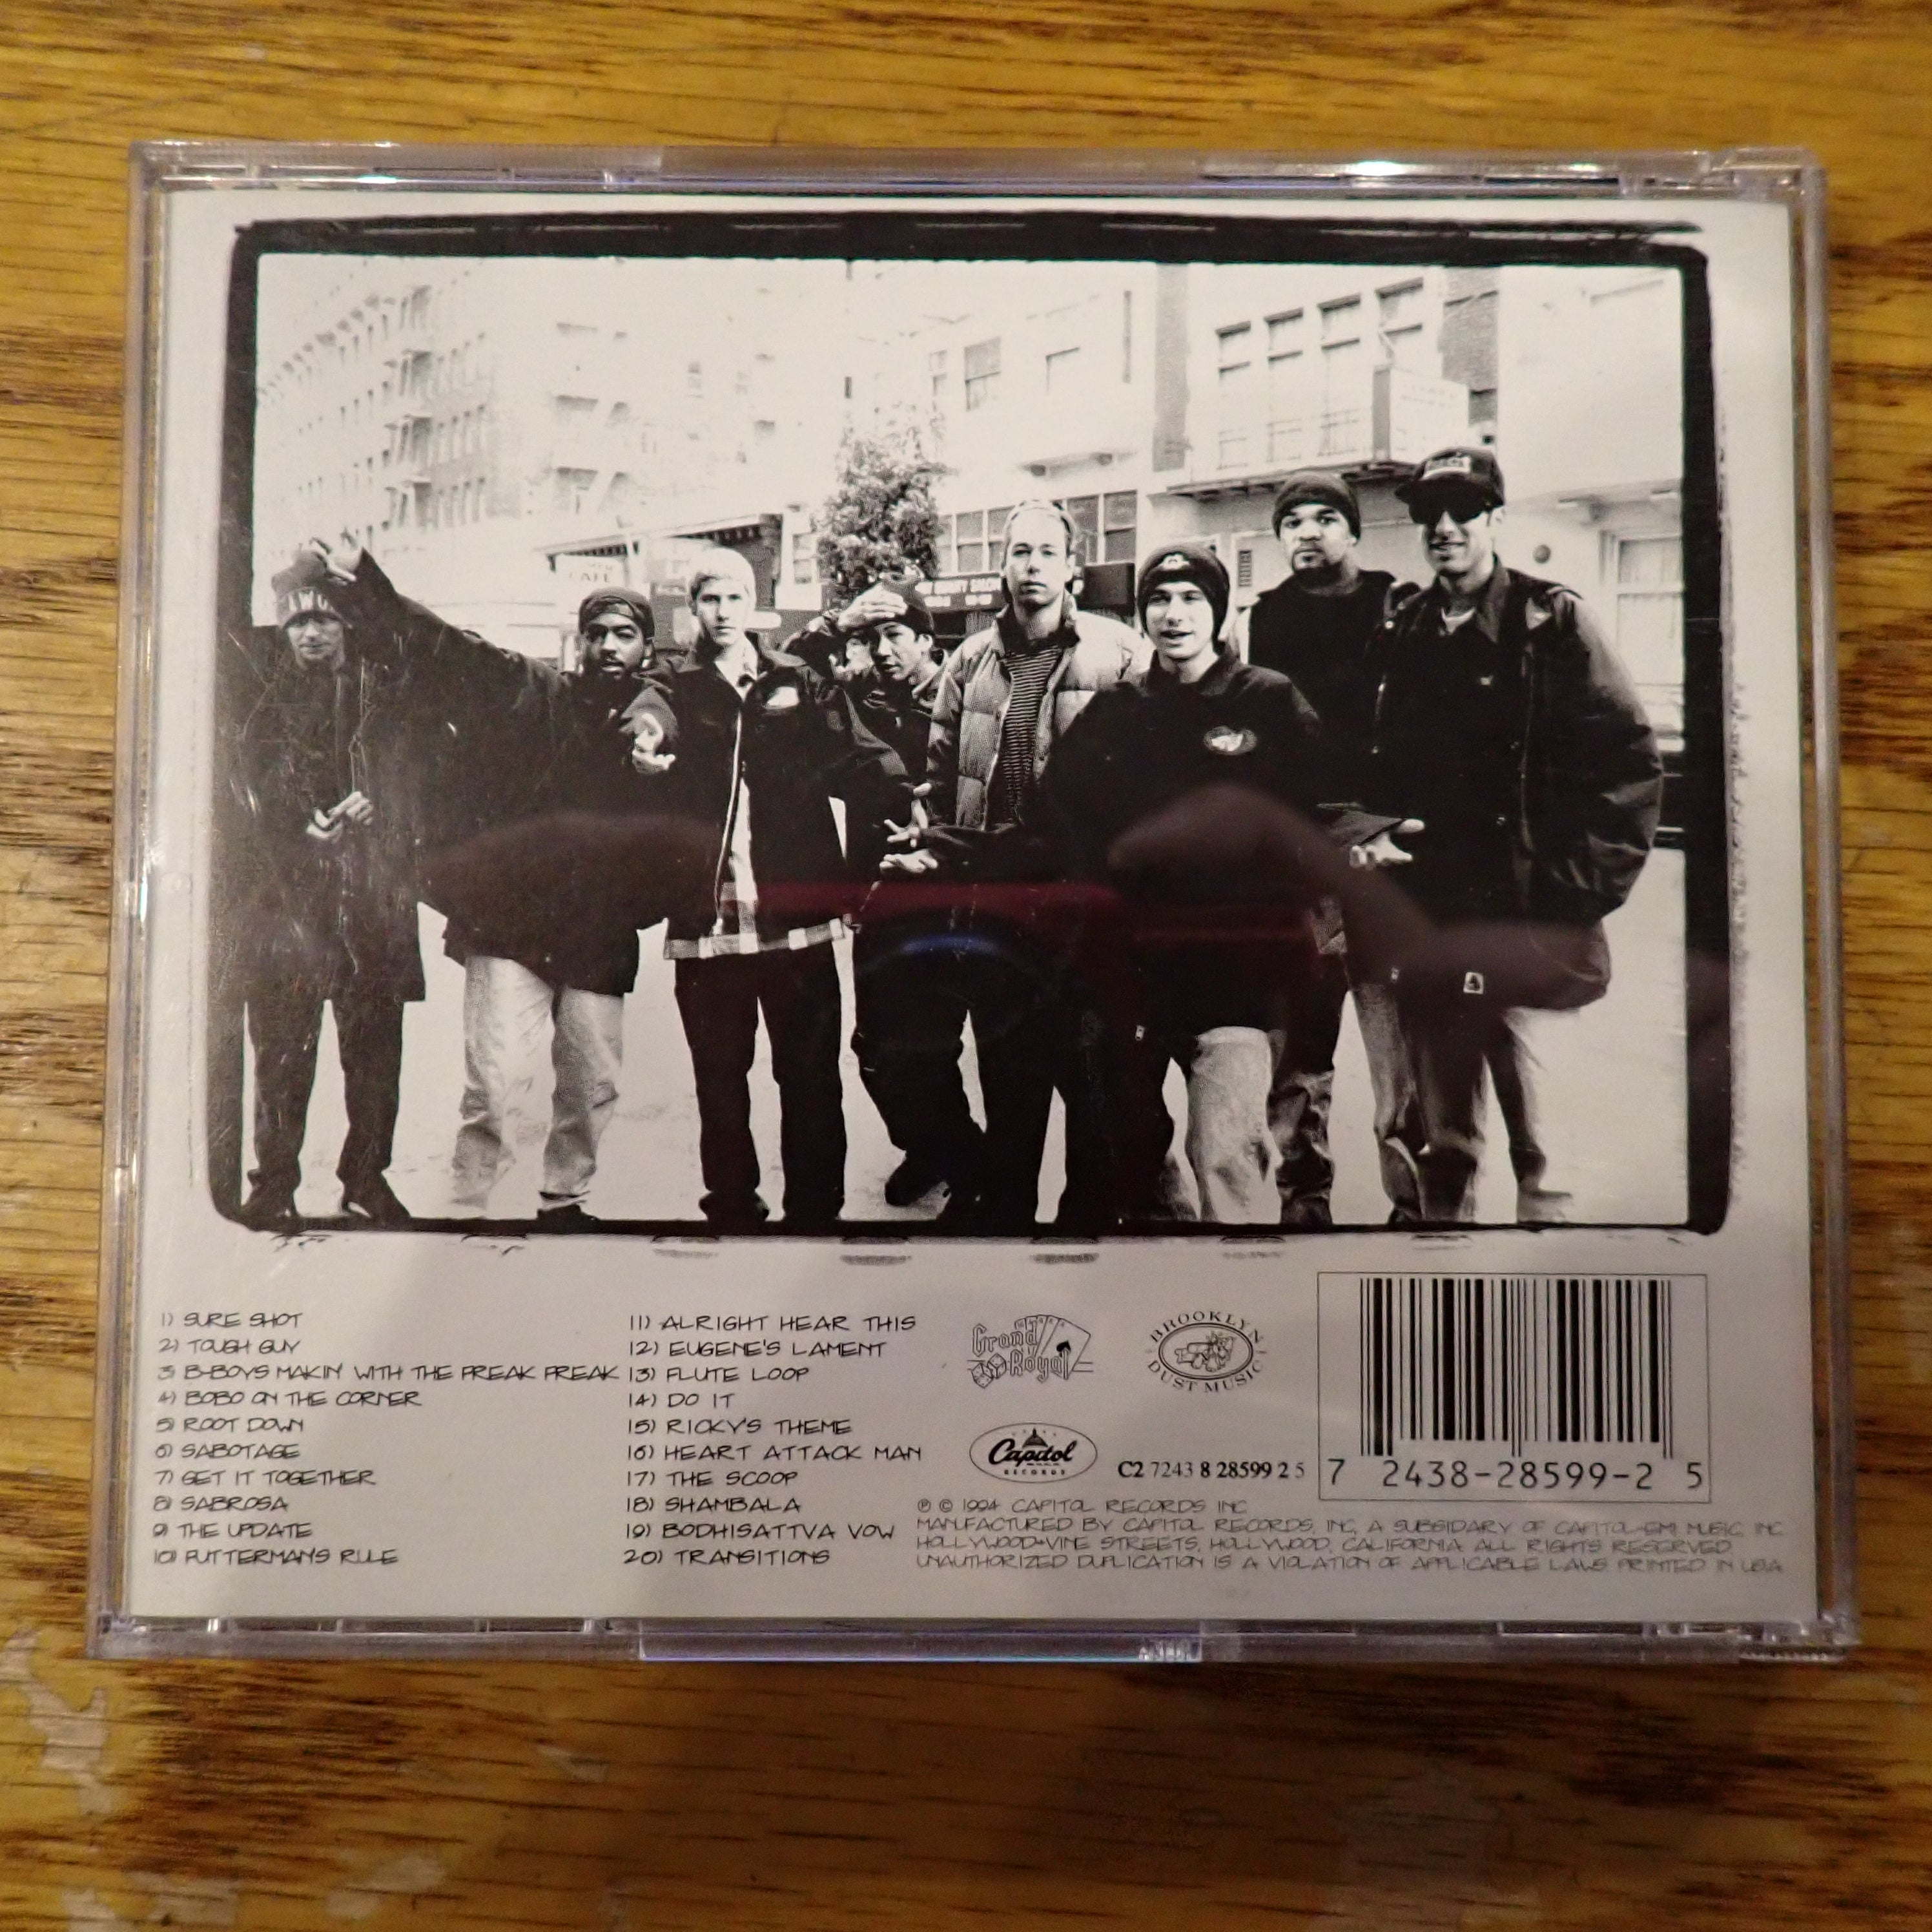 CAFE
1) SURE SHOT
2) TOUGH GUY
3) B-BOYS MAKIN' WITH THE FREAK FREAK
4) BOBO ON THE CORNER
5) ROOT DOWN
6) SABOTAGE
7) GET IT TOGETHER
8) SABROSA
9) THE UPDATE
10) FUTTERMAN'S RULE
11) ALRIGHT HEAR THIS
12) EUGENE'S LAMENT
13) FLUTE LOOP
14) DO IT
15) RICKY'S THEME
16) HEART ATTACK MAN
17) THE SCOOP
18) SHAMBALA
19) BODHISATTVA VOW
20) TRANSITIONS
Grand
Royal
BROOKLYN
DUST MUSIC
Capitol
RECORDS
C2 7243 8 28599 2 5
7 2438-28599-2 5
℗ © 1994 CAPITOL RECORDS INC
MANUFACTURED BY CAPITOL RECORDS, INC, A SUBSIDIARY OF CAPITOL-EMI MUSIC, INC
HOLLYWOOD+VINE STREETS, HOLLYWOOD, CALIFORNIA. ALL RIGHTS RESERVED.
UNAUTHORIZED DUPLICATION IS A VIOLATION OF APPLICABLE LAWS. PRINTED IN USA